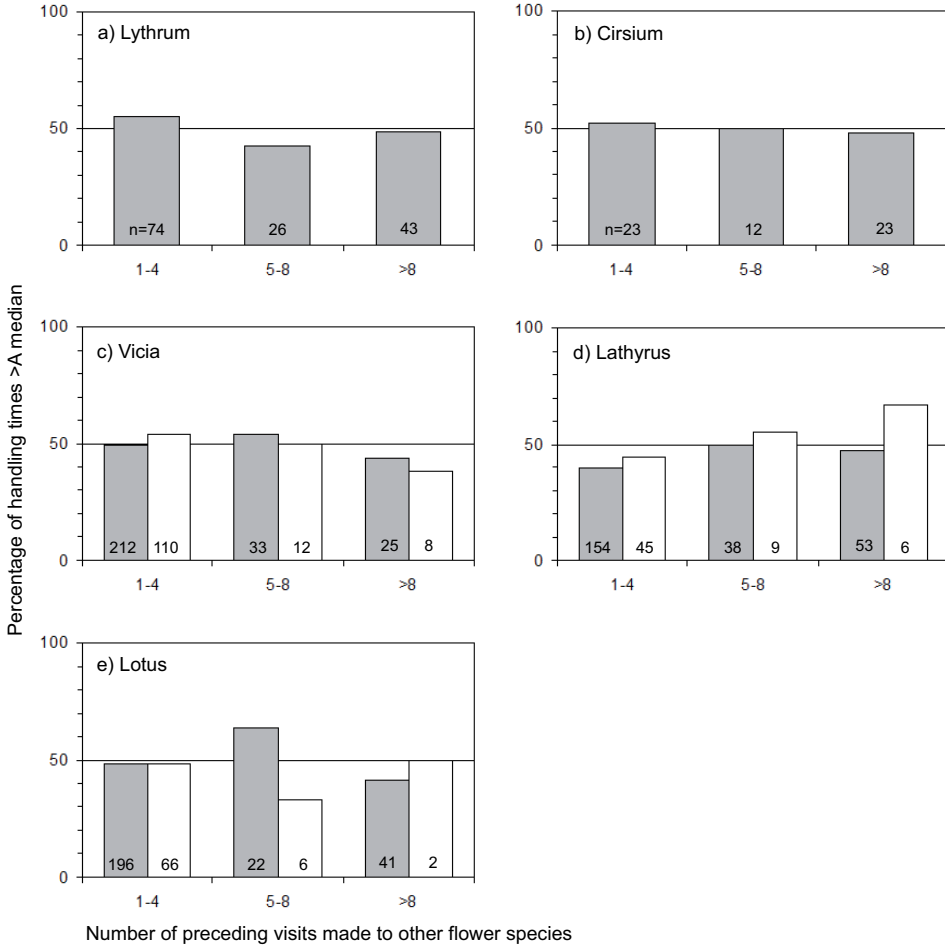 100
a) Lythrum
50
n=74 26 43
0
1-4 5-8 >8
100
b) Cirsium
50
n=23 12 23
0
1-4 5-8 >8
Percentage of handling times >A median
100
c) Vicia
50
212 110 33 12 25 8
0
1-4 5-8 >8
100
d) Lathyrus
50
154 45 38 9 53 6
0
1-4 5-8 >8
100
e) Lotus
50
196 66 22 6 41 2
0
1-4 5-8 >8
Number of preceding visits made to other flower species